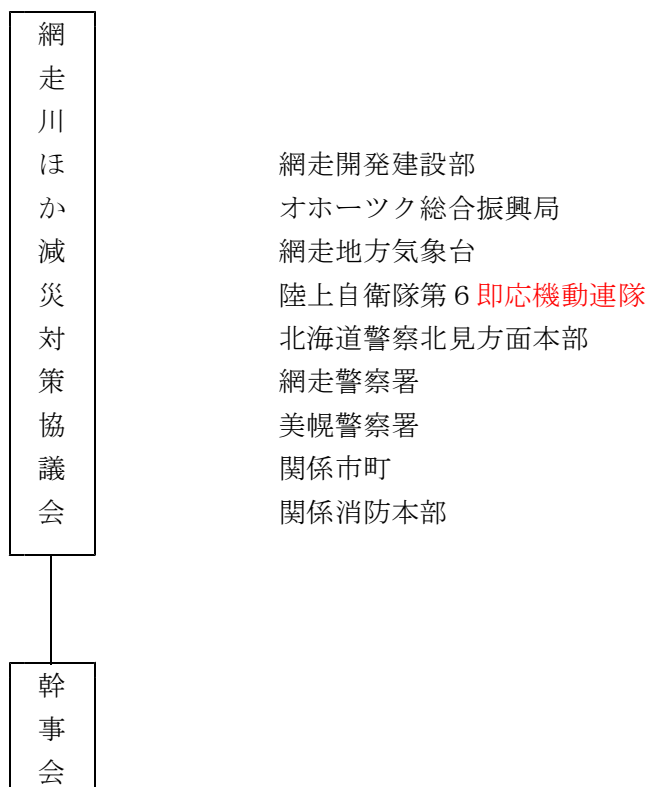 網走川ほか減災対策協議会
網走開発建設部
オホーツク総合振興局
網走地方気象台
陸上自衛隊第６即応機動連隊
北海道警察北見方面本部
網走警察署
美幌警察署
関係市町
関係消防本部
幹事会